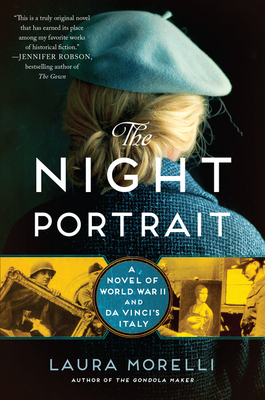 "A truly original novel
that has earned its place
among my favorite works
of historical fiction."
—JENNIFER ROBSON,
bestselling author of
The Gown
The
NIGHT
PORTRAIT
A
NOVEL OF
WORLD WAR II
AND
DA VINCI'S
ITALY
LAURA MORELLI
AUTHOR OF THE GONDOLA MAKER